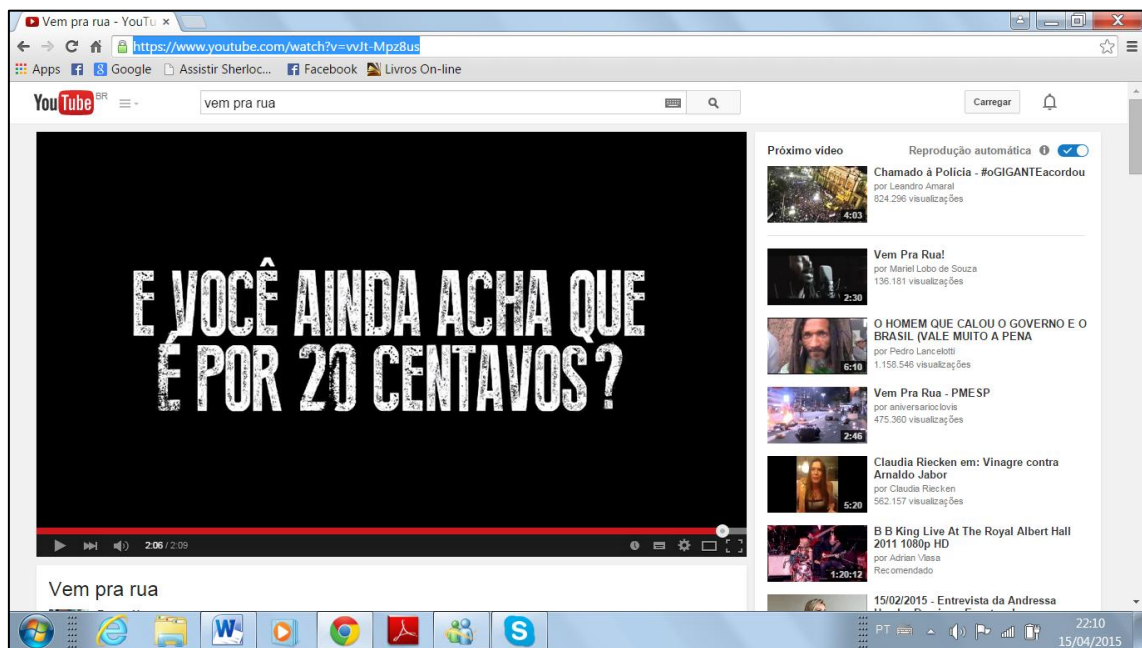 Vem pra rua - YouTu
https://www.youtube.com/watch?v=vvJt-Mpz8us
Apps Google Assistir Sherloc... Facebook Livros On-line
YouTube BR
vem pra rua
Carregar
E VOCÊ AINDA ACHA QUE
É POR 20 CENTAVOS?
2:06 / 2:09
Vem pra rua
Próximo vídeo Reprodução automática
4:03
Chamado à Polícia - #oGIGANTEacordou
por Leandro Amaral
824.296 visualizações
2:30
Vem Pra Rua!
por Mariel Lobo de Souza
136.181 visualizações
6:10
O HOMEM QUE CALOU O GOVERNO E O
BRASIL (VALE MUITO A PENA
por Pedro Lancelotti
1.158.546 visualizações
2:46
Vem Pra Rua - PMESP
por aniversarioclovis
475.360 visualizações
5:20
Claudia Riecken em: Vinagre contra
Arnaldo Jabor
por Claudia Riecken
562.157 visualizações
1:20:12
B B King Live At The Royal Albert Hall
2011 1080p HD
por Adrian Vlasa
Recomendado
15/02/2015 - Entrevista da Andressa
PT
22:10
15/04/2015